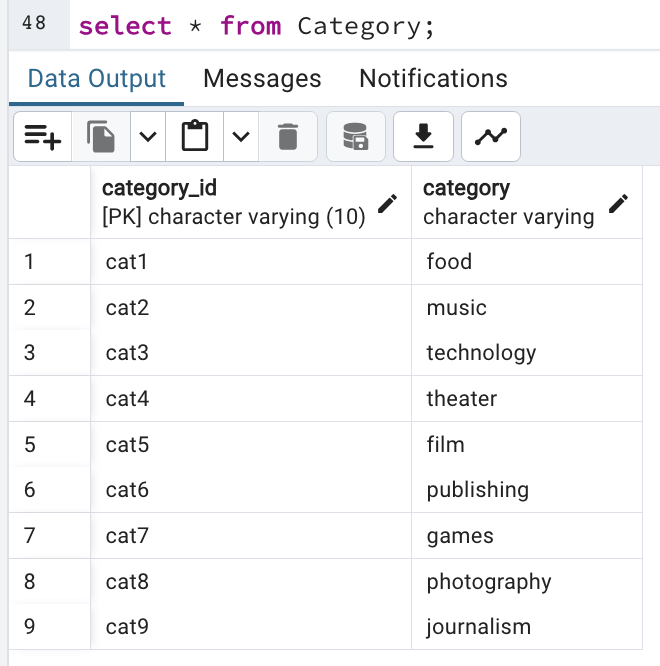 48 select * from Category;
Data Output Messages Notifications
category_id category
[PK] character varying (10) character varying
1 cat1 food
2 cat2 music
3 cat3 technology
4 cat4 theater
5 cat5 film
6 cat6 publishing
7 cat7 games
8 cat8 photography
9 cat9 journalism